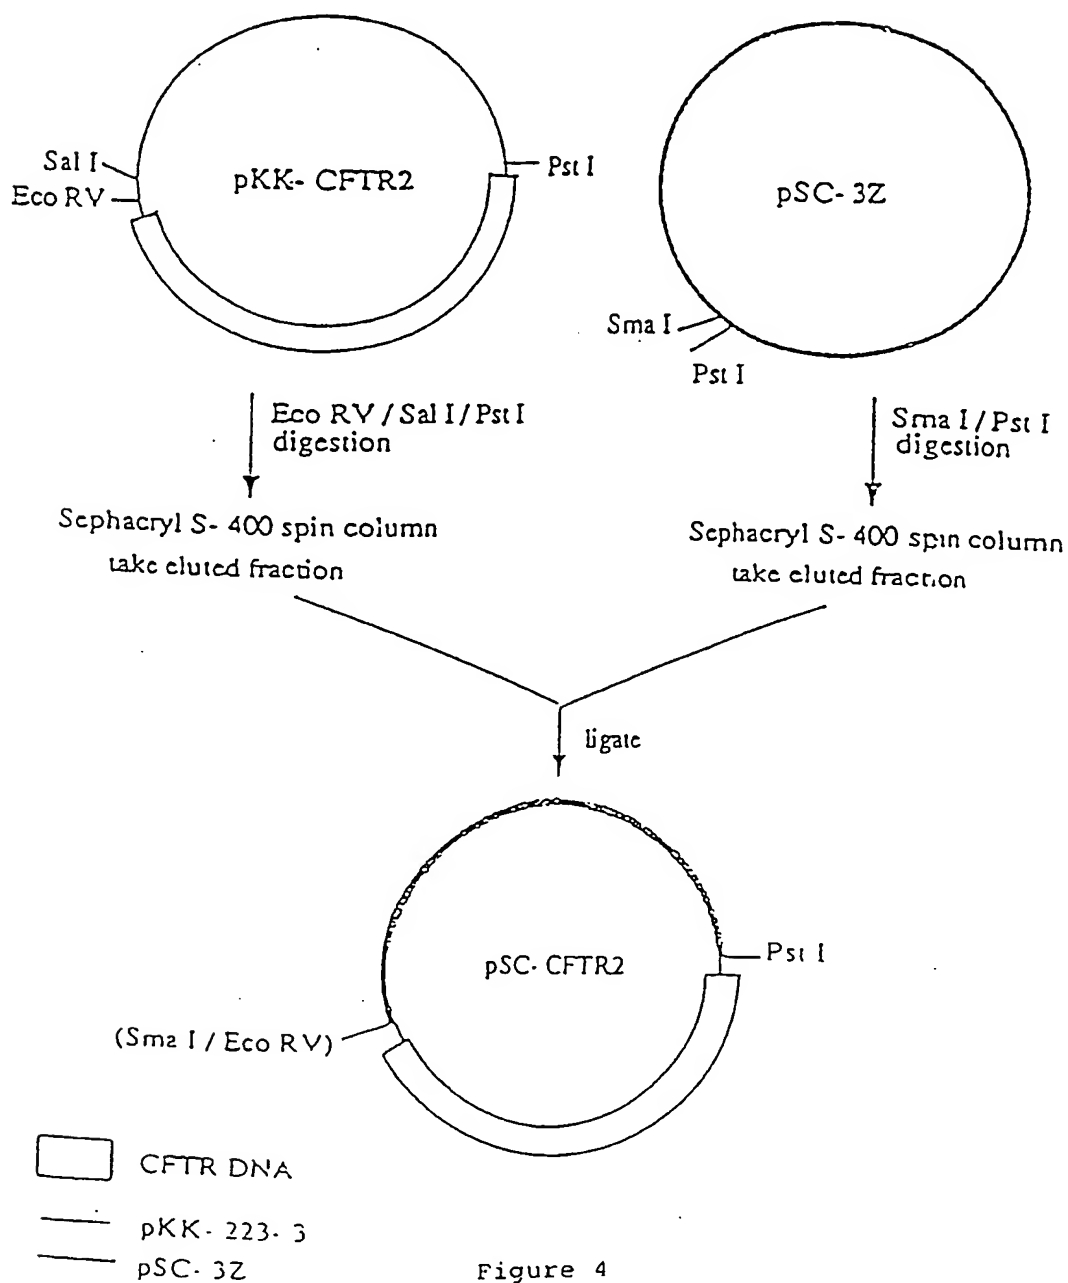 Sal I
Eco RV
pKK- CFTR2
Pst I
pSC- 3Z
Sma I
Pst I
Eco RV / Sal I / Pst I
digestion
Sma I / Pst I
digestion
Sephacryl S- 400 spin column
take eluted fraction
Sephacryl S- 400 spin column
take eluted fraction
ligate
pSC- CFTR2
Pst I
(Sma I / Eco RV)
CFTR DNA
pKK- 223- 3
pSC- 3Z
Figure 4